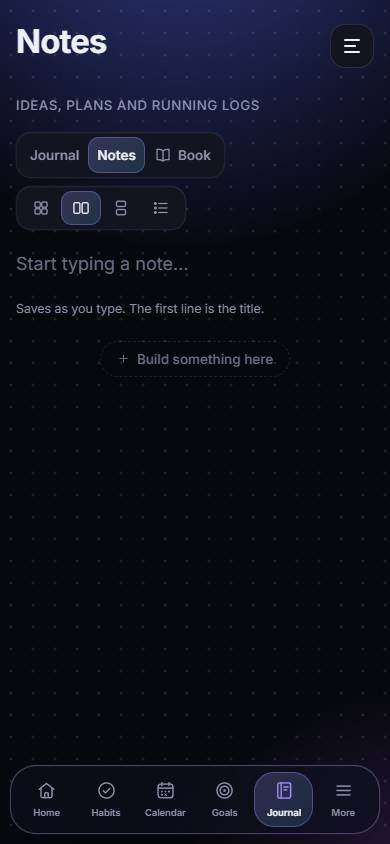 Notes
IDEAS, PLANS AND RUNNING LOGS
Journal Notes Book
Start typing a note...
Saves as you type. The first line is the title.
+ Build something here
Home Habits Calendar Goals Journal More